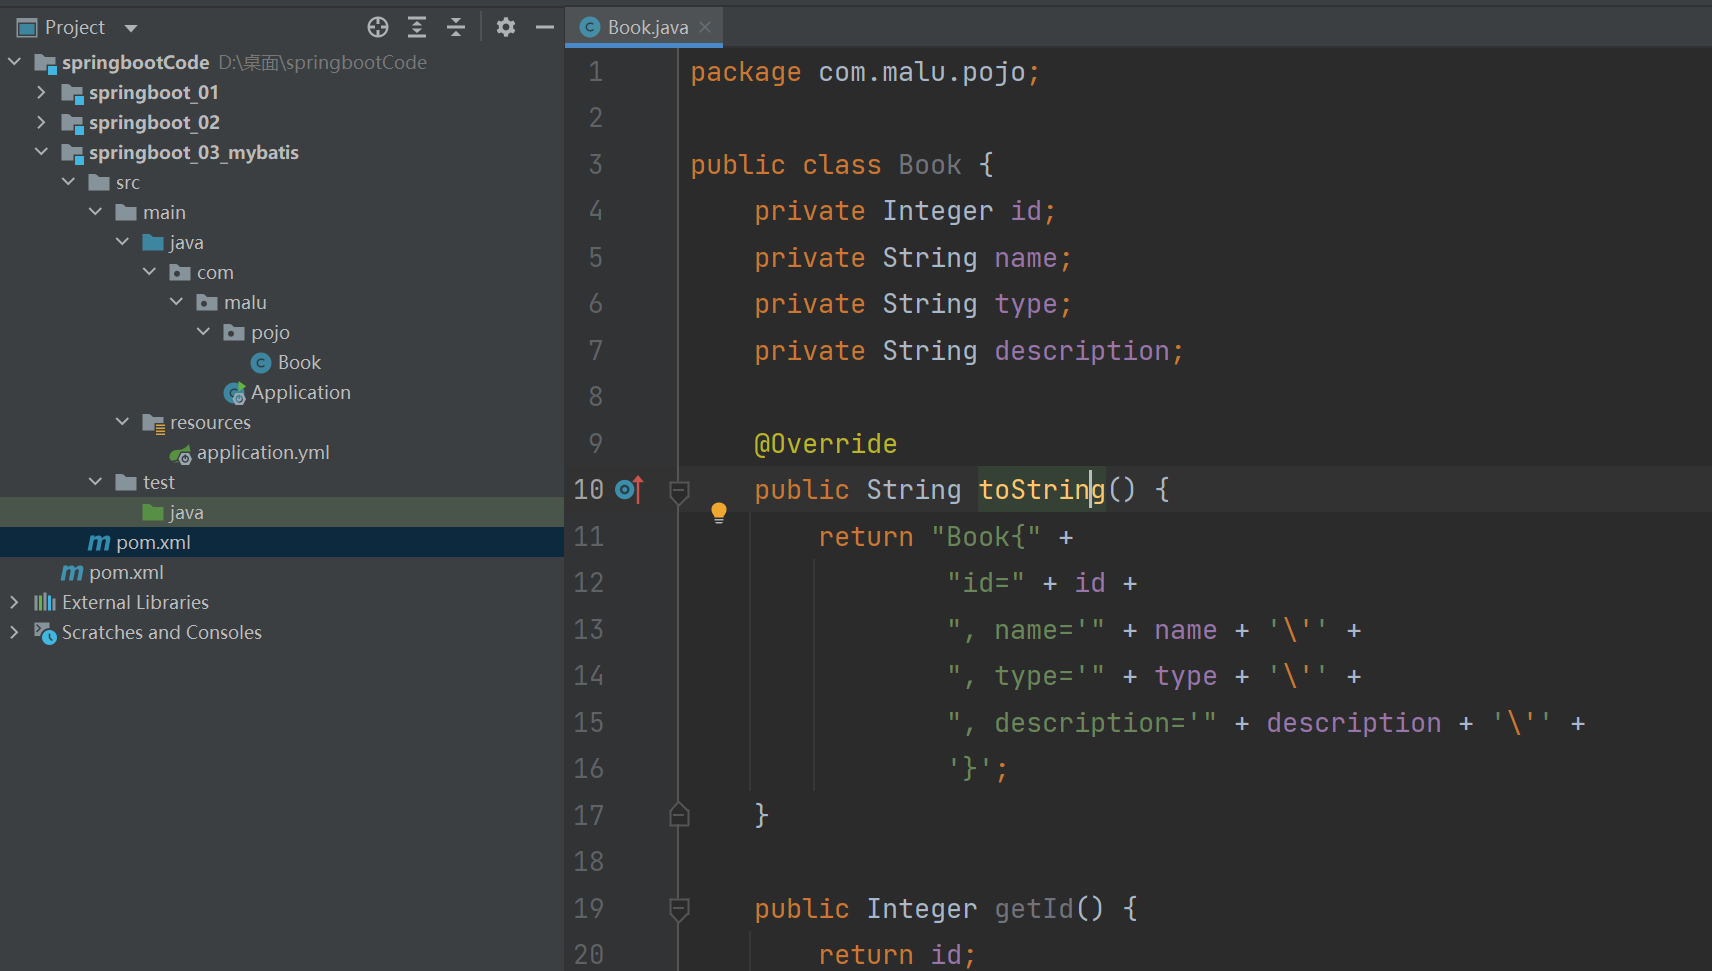 Project
springbootCode D:\桌面\springbootCode
springboot_01
springboot_02
springboot_03_mybatis
src
main
java
com
malu
pojo
Book
Application
resources
application.yml
test
java
pom.xml
pom.xml
External Libraries
Scratches and Consoles
Book.java
1 package com.malu.pojo;
2
3 public class Book {
4 private Integer id;
5 private String name;
6 private String type;
7 private String description;
8
9 @Override
10 public String toString() {
11 return "Book{" +
12 "id=" + id +
13 ", name='" + name + '\'' +
14 ", type='" + type + '\'' +
15 ", description='" + description + '\'' +
16 '}';
17 }
18
19 public Integer getId() {
20 return id;